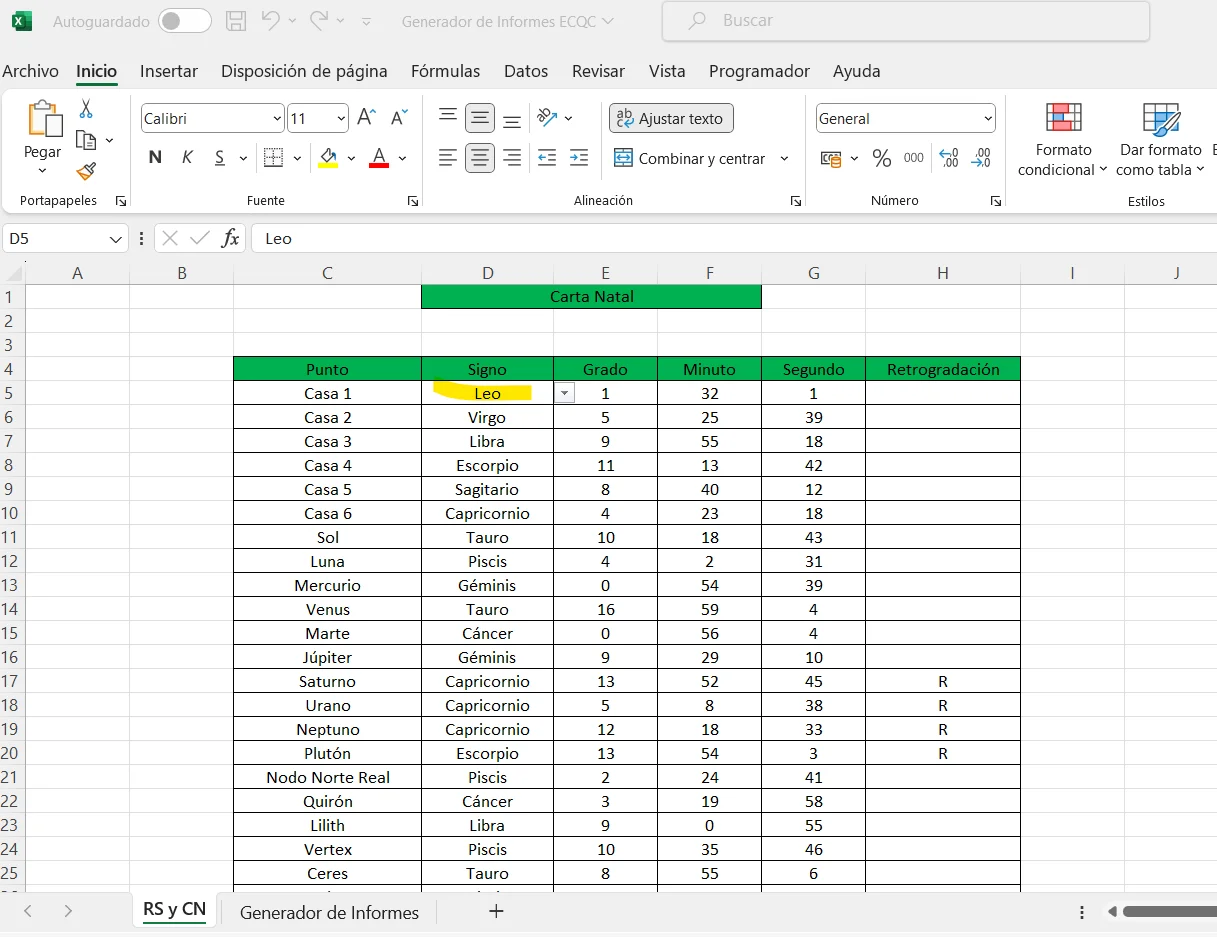 Autoguardado Generador de Informes ECQC Buscar
Archivo Inicio Insertar Disposición de página Fórmulas Datos Revisar Vista Programador Ayuda
Pegar
Calibri 11 A A
N K S A
ab Ajustar texto
Combinar y centrar
General
% 000 ,00 ,00
Formato condicional
Dar formato como tabla
Portapapeles Fuente Alineación Número Estilos
D5 fx Leo
A B C D E F G H I J
1 Carta Natal
2
3
4 Punto Signo Grado Minuto Segundo Retrogradación
5 Casa 1 Leo 1 32 1
6 Casa 2 Virgo 5 25 39
7 Casa 3 Libra 9 55 18
8 Casa 4 Escorpio 11 13 42
9 Casa 5 Sagitario 8 40 12
10 Casa 6 Capricornio 4 23 18
11 Sol Tauro 10 18 43
12 Luna Piscis 4 2 31
13 Mercurio Géminis 0 54 39
14 Venus Tauro 16 59 4
15 Marte Cáncer 0 56 4
16 Júpiter Géminis 9 29 10
17 Saturno Capricornio 13 52 45 R
18 Urano Capricornio 5 8 38 R
19 Neptuno Capricornio 12 18 33 R
20 Plutón Escorpio 13 54 3 R
21 Nodo Norte Real Piscis 2 24 41
22 Quirón Cáncer 3 19 58
23 Lilith Libra 9 0 55
24 Vertex Piscis 10 35 46
25 Ceres Tauro 8 55 6
RS y CN Generador de Informes